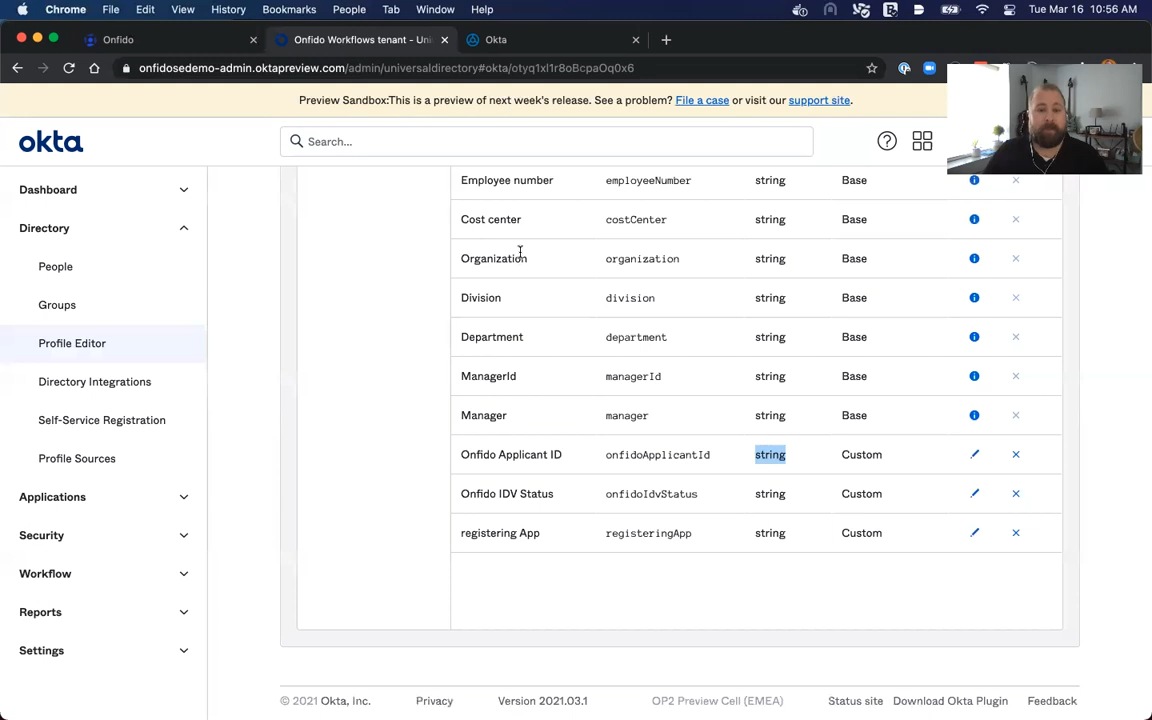 Chrome File Edit View History Bookmarks People Tab Window Help Tue Mar 16 10:56 AM
Onfido
Onfido Workflows tenant - Uni
Okta
onfidosedemo-admin.oktapreview.com/admin/universaldirectory#okta/otyq1xl1r8oBcpaOq0x6
Preview Sandbox:This is a preview of next week's release. See a problem? File a case or visit our support site.
okta
Search...
Dashboard
Directory
People
Groups
Profile Editor
Directory Integrations
Self-Service Registration
Profile Sources
Applications
Security
Workflow
Reports
Settings
Employee number employeeNumber string Base
Cost center costCenter string Base
Organization organization string Base
Division division string Base
Department department string Base
ManagerId managerId string Base
Manager manager string Base
Onfido Applicant ID onfidoApplicantId string Custom
Onfido IDV Status onfidoIdvStatus string Custom
registering App registeringApp string Custom
© 2021 Okta, Inc. Privacy Version 2021.03.1 OP2 Preview Cell (EMEA) Status site Download Okta Plugin Feedback